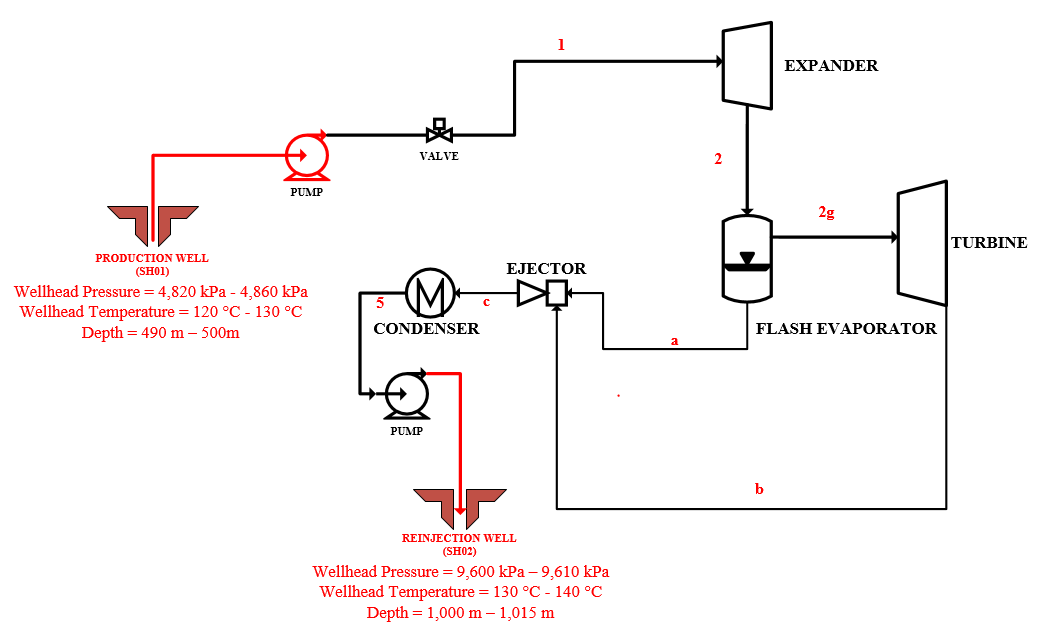 1
EXPANDER
VALVE
2
PUMP
2g
TURBINE
PRODUCTION WELL
(SH01)
Wellhead Pressure = 4,820 kPa - 4,860 kPa
Wellhead Temperature = 120 °C - 130 °C
Depth = 490 m – 500m
EJECTOR
5
c
CONDENSER
FLASH EVAPORATOR
a
PUMP
b
REINJECTION WELL
(SH02)
Wellhead Pressure = 9,600 kPa – 9,610 kPa
Wellhead Temperature = 130 °C - 140 °C
Depth = 1,000 m – 1,015 m